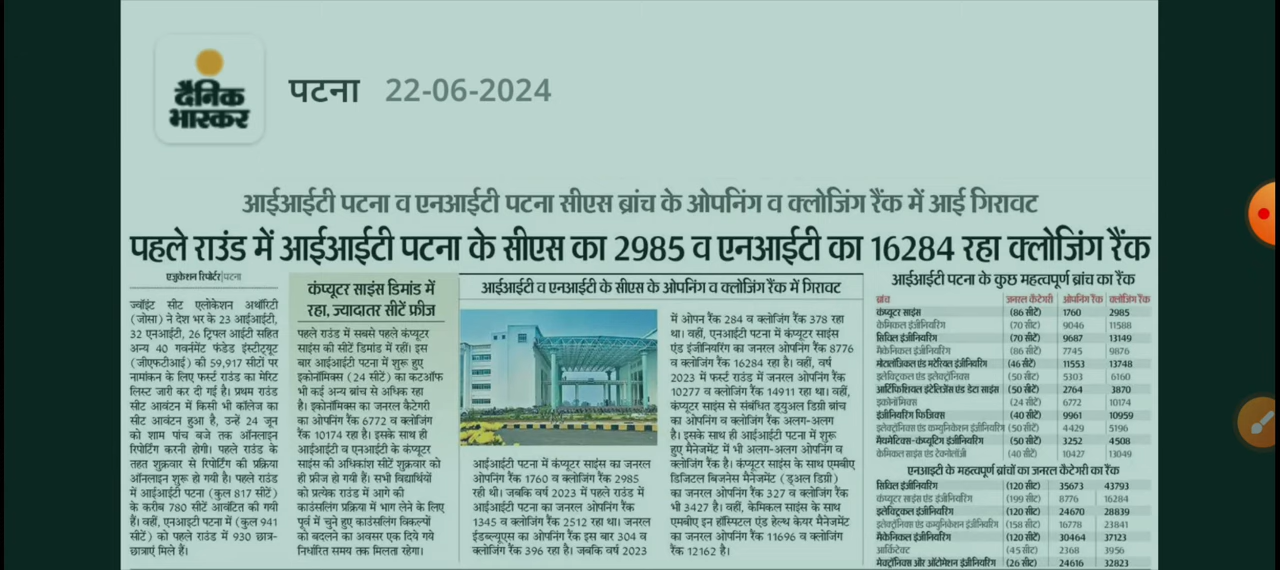 दैनिक
भास्कर
पटना 22-06-2024
आईआईटी पटना व एनआईटी पटना सीएस ब्रांच के ओपनिंग व क्लोजिंग रैंक में आई गिरावट
पहले राउंड में आईआईटी पटना के सीएस का 2985 व एनआईटी का 16284 रहा क्लोजिंग रैंक
एजुकेशन रिपोर्टर|पटना
ज्वॉइंट सीट एलोकेशन अथॉरिटी
(जोसा) ने देश भर के 23 आईआईटी,
32 एनआईटी, 26 ट्रिपल आईटी सहित
अन्य 40 गवर्नमेंट फंडेड इंस्टीट्यूट
(जीएफटीआई) की 59,917 सीटों पर
नामांकन के लिए फर्स्ट राउंड का मेरिट
लिस्ट जारी कर दी गई है। प्रथम राउंड
सीट आवंटन में किसी भी कॉलेज का
सीट आवंटन हुआ है, उन्हें 24 जून
को शाम पांच बजे तक ऑनलाइन
रिपोर्टिंग करनी होगी। पहले राउंड के
तहत शुक्रवार से रिपोर्टिंग की प्रक्रिया
ऑनलाइन शुरू हो गयी है। पहले राउंड
में आईआईटी पटना (कुल 817 सीटों)
के करीब 780 सीटें आवंटित की गयी
हैं। वहीं, एनआईटी पटना में (कुल 941
सीटों) को पहले राउंड में 930 छात्र-
छात्राएं मिले हैं।
कंप्यूटर साइंस डिमांड में
रहा, ज्यादातर सीटें फ्रीज
पहले राउंड में सबसे पहले कंप्यूटर
साइंस की सीटें डिमांड में रहीं। इस
बार आईआईटी पटना में शुरू हुए
इकोनॉमिक्स (24 सीटें) का कटऑफ
भी कई अन्य ब्रांच से अधिक रहा
है। इकोनॉमिक्स का जनरल कैटेगरी
का ओपनिंग रैंक 6772 व क्लोजिंग
रैंक 10174 रहा है। इसके साथ ही
आईआईटी व एनआईटी के कंप्यूटर
साइंस की अधिकांश सीटें शुक्रवार को
ही फ्रीज हो गयी हैं। सभी विद्यार्थियों
को प्रत्येक राउंड में आगे की
काउंसलिंग प्रक्रिया में भाग लेने के लिए
पूर्व में चुने हुए काउंसलिंग विकल्पों
को बदलने का अवसर एक दिये गये
निर्धारित समय तक मिलता रहेगा।
आईआईटी व एनआईटी के सीएस के ओपनिंग व क्लोजिंग रैंक में गिरावट
आईआईटी पटना में कंप्यूटर साइंस का जनरल
ओपनिंग रैंक 1760 व क्लोजिंग रैंक 2985
रही थी। जबकि वर्ष 2023 में पहले राउंड में
आईआईटी पटना का जनरल ओपनिंग रैंक
1345 व क्लोजिंग रैंक 2512 रहा था। जनरल
ईडब्ल्यूएस का ओपनिंग रैंक इस बार 304 व
क्लोजिंग रैंक 396 रहा है। जबकि वर्ष 2023
में ओपन रैंक 284 व क्लोजिंग रैंक 378 रहा
था। वहीं, एनआईटी पटना में कंप्यूटर साइंस
एंड इंजीनियरिंग का जनरल ओपनिंग रैंक 8776
व क्लोजिंग रैंक 16284 रहा है। वहीं, वर्ष
2023 में फर्स्ट राउंड में जनरल ओपनिंग रैंक
10277 व क्लोजिंग रैंक 14911 रहा था। वहीं,
कंप्यूटर साइंस से संबंधित ड्युअल डिग्री ब्रांच
का ओपनिंग व क्लोजिंग रैंक अलग-अलग
है। इसके साथ ही आईआईटी पटना में शुरू
हुए मैनेजमेंट में भी अलग-अलग ओपनिंग व
क्लोजिंग रैंक है। कंप्यूटर साइंस के साथ एमबीए
डिजिटल बिजनेस मैनेजमेंट (ड्अल डिग्री)
का जनरल ओपनिंग रैंक 327 व क्लोजिंग रैंक
भी 3427 है। वहीं, केमिकल साइंस के साथ
एमबीए इन हॉस्पिटल एंड हेल्थ केयर मैनेजमेंट
का जनरल ओपनिंग रैंक 11696 व क्लोजिंग
रैंक 12162 है।
आईआईटी पटना के कुछ महत्वपूर्ण ब्रांच का रैंक
ब्रांच जनरल कैटेगरी ओपनिंग रैंक क्लोजिंग रैंक
कंप्यूटर साइंस (86 सीटें) 1760 2985
केमिकल इंजीनियरिंग (70 सीट) 9046 11588
सिविल इंजीनियरिंग (70 सीट) 9687 13149
मैकेनिकल इंजीनियरिंग (86 सीट) 7745 9876
मेटालॉजिकल एंड मटेरियल इंजीनियरिंग (46 सीट) 11553 13748
इलेक्ट्रिकल एंड इलेक्ट्रॉनिक्स (50 सीट) 5303 6160
आर्टिफिशियल इंटेलिजेंस एंड डेटा साइंस (50 सीट) 2764 3870
इकोनॉमिक्स (24 सीट) 6772 10174
इंजीनियरिंग फिजिक्स (40 सीट) 9961 10959
इलेक्ट्रॉनिक्स एंड कम्युनिकेशन इंजीनियरिंग (50 सीट) 4429 5196
मैथमेटिक्स-कंप्यूटिंग इंजीनियरिंग (50 सीट) 3252 4508
केमिकल साइंस एंड टेक्नोलॉजी (40 सीट) 10427 13049
एनआइटी के महत्वपूर्ण ब्रांचों का जनरल कैटेगरी का रैंक
सिविल इंजीनियरिंग (120 सीट) 35673 43793
कंप्यूटर साइंस एंड इंजीनियरिंग (199 सीट) 8776 16284
इलेक्ट्रिकल इंजीनियरिंग (120 सीट) 24670 28839
इलेक्ट्रॉनिक्स एंड कम्युनिकेशन इंजीनियरिंग (158 सीट) 16778 23841
मैकेनिकल इंजीनियरिंग (120 सीट) 30464 37123
आर्किटेक्ट (45 सीट) 2368 3956
मेक्ट्रॉनिक्स और ऑटोमेशन इंजीनियरिंग (26 सीट) 24616 32823